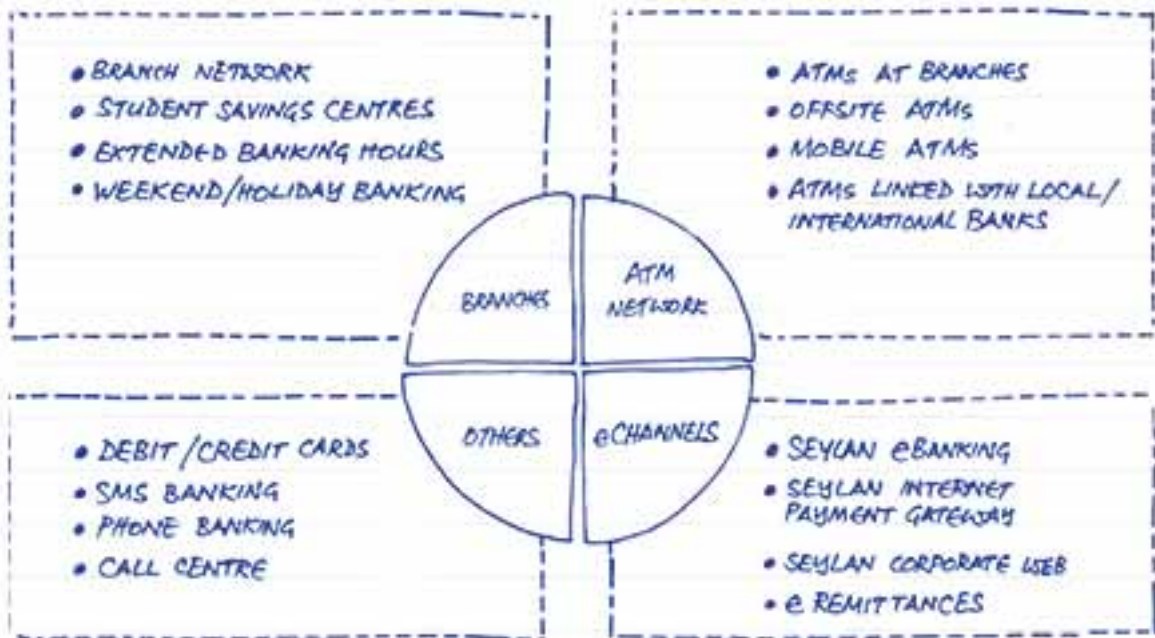 • BRANCH NETWORK
• STUDENT SAVINGS CENTRES
• EXTENDED BANKING HOURS
• WEEKEND/HOLIDAY BANKING
• ATMs AT BRANCHES
• OFFSITE ATMs
• MOBILE ATMs
• ATMs LINKED WITH LOCAL/
INTERNATIONAL BANKS
BRANCHES
ATM
NETWORK
OTHERS
eCHANNELS
• DEBIT/CREDIT CARDS
• SMS BANKING
• PHONE BANKING
• CALL CENTRE
• SEYLAN eBANKING
• SEYLAN INTERNET
PAYMENT GATEWAY
• SEYLAN CORPORATE WEB
• e REMITTANCES